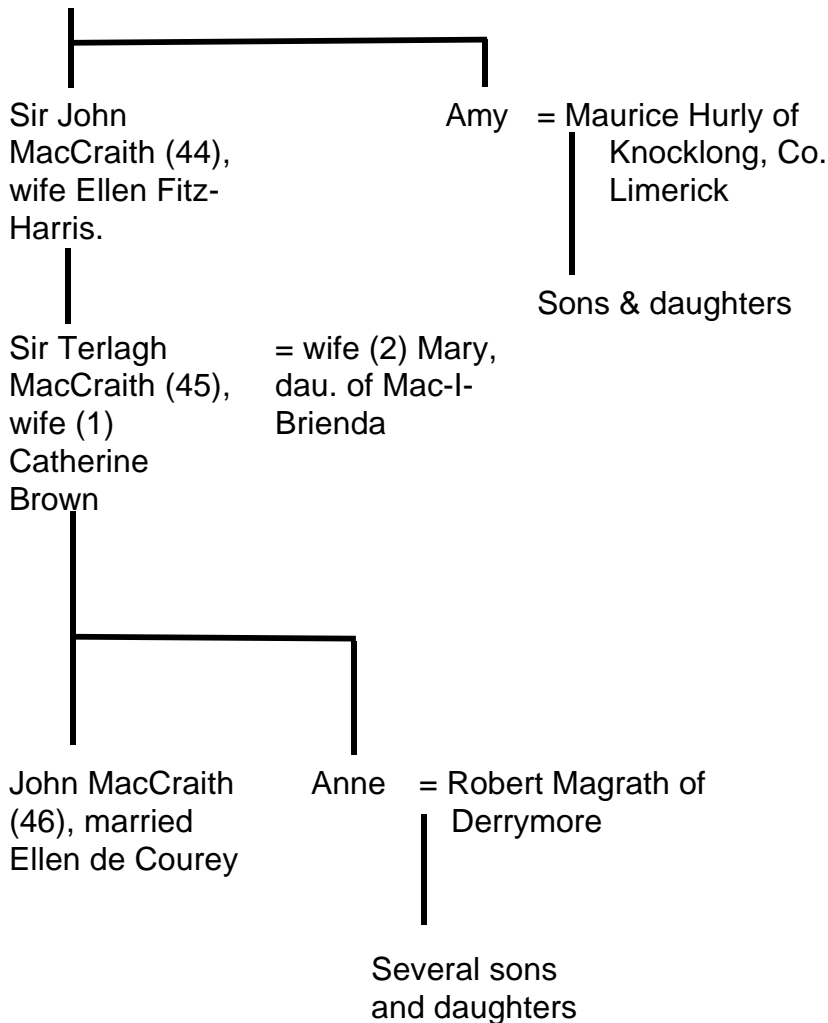 Sir John
MacCraith (44),
wife Ellen Fitz-
Harris.
Amy = Maurice Hurly of
Knocklong, Co.
Limerick
Sons & daughters
Sir Terlagh
MacCraith (45),
wife (1)
Catherine
Brown
= wife (2) Mary,
dau. of Mac-I-
Brienda
John MacCraith
(46), married
Ellen de Courey
Anne = Robert Magrath of
Derrymore
Several sons
and daughters